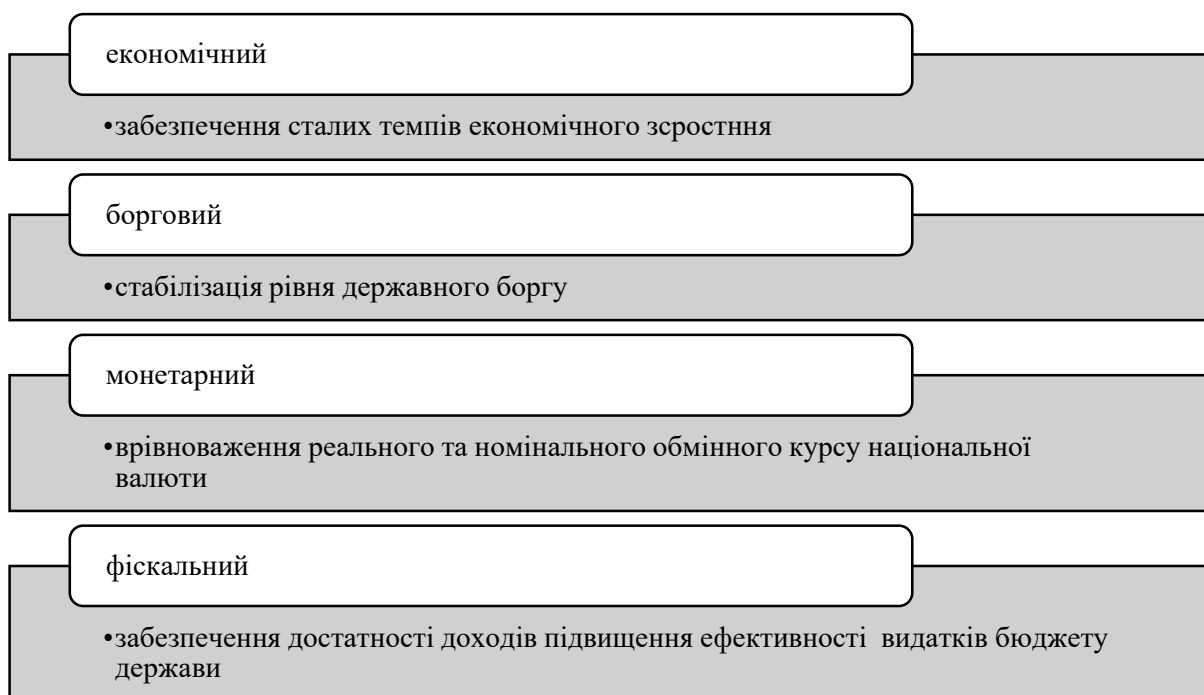 економічний
•забезпечення сталих темпів економічного зсростння
борговий
•стабілізація рівня державного боргу
монетарний
•врівноваження реального та номінального обмінного курсу національної
валюти
фіскальний
•забезпечення достатності доходів підвищення ефективності видатків бюджету
держави